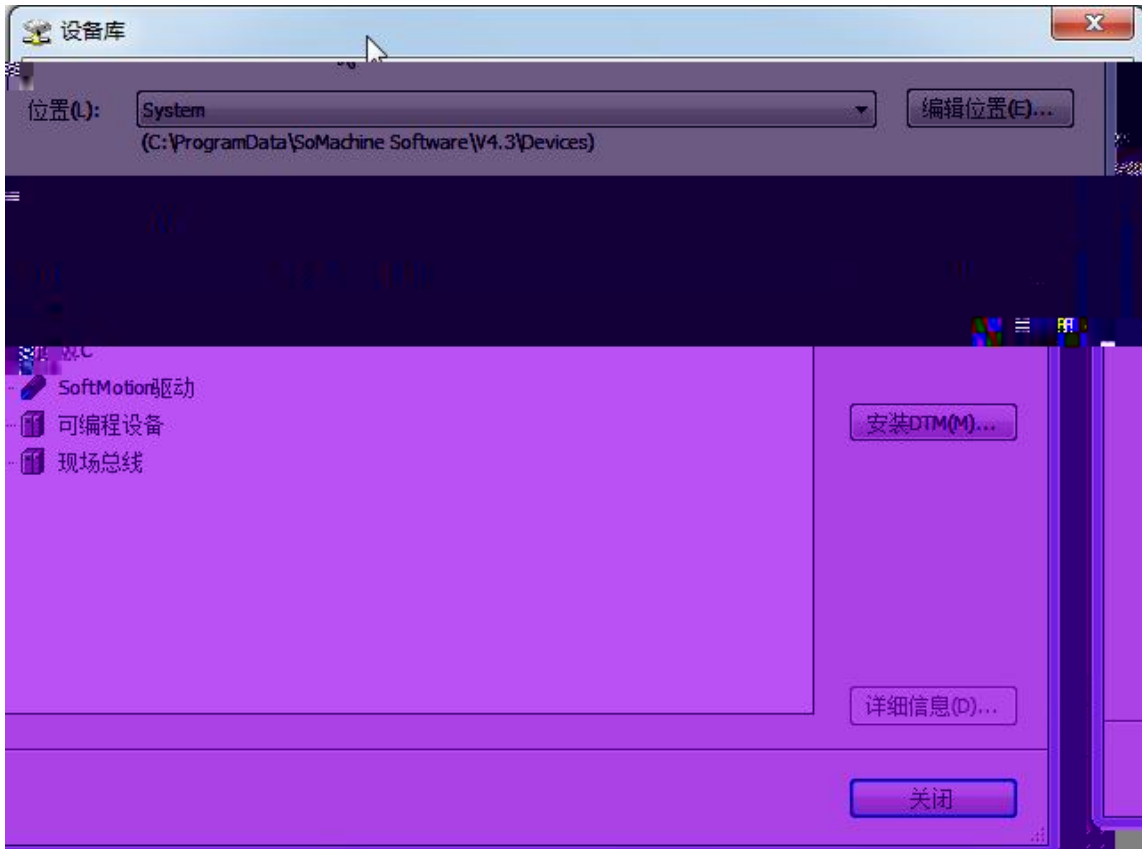 设备库
位置(L): System 编辑位置(E)...
(C:\ProgramData\SoMachine Software\V4.3\Devices)
SoftMotion驱动
可编程设备 安装DTM(M)...
现场总线
详细信息(D)...
关闭